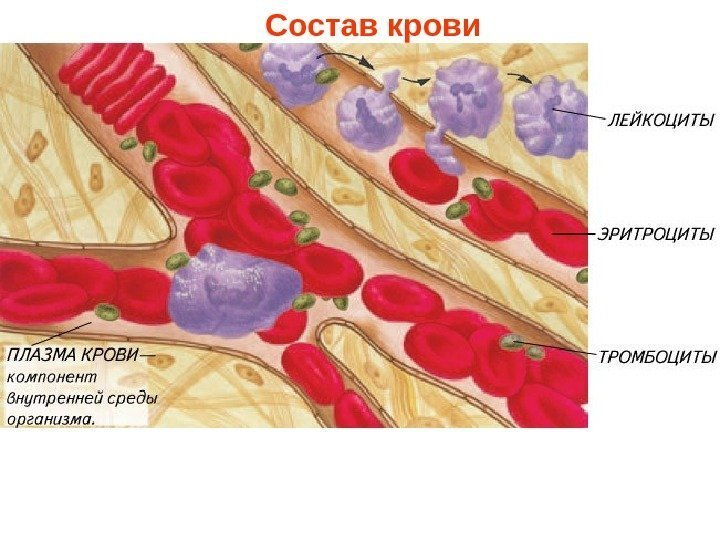 Состав крови
ЛЕЙКОЦИТЫ
ЭРИТРОЦИТЫ
ТРОМБОЦИТЫ
ПЛАЗМА КРОВИ—
компонент
внутренней среды
организма.